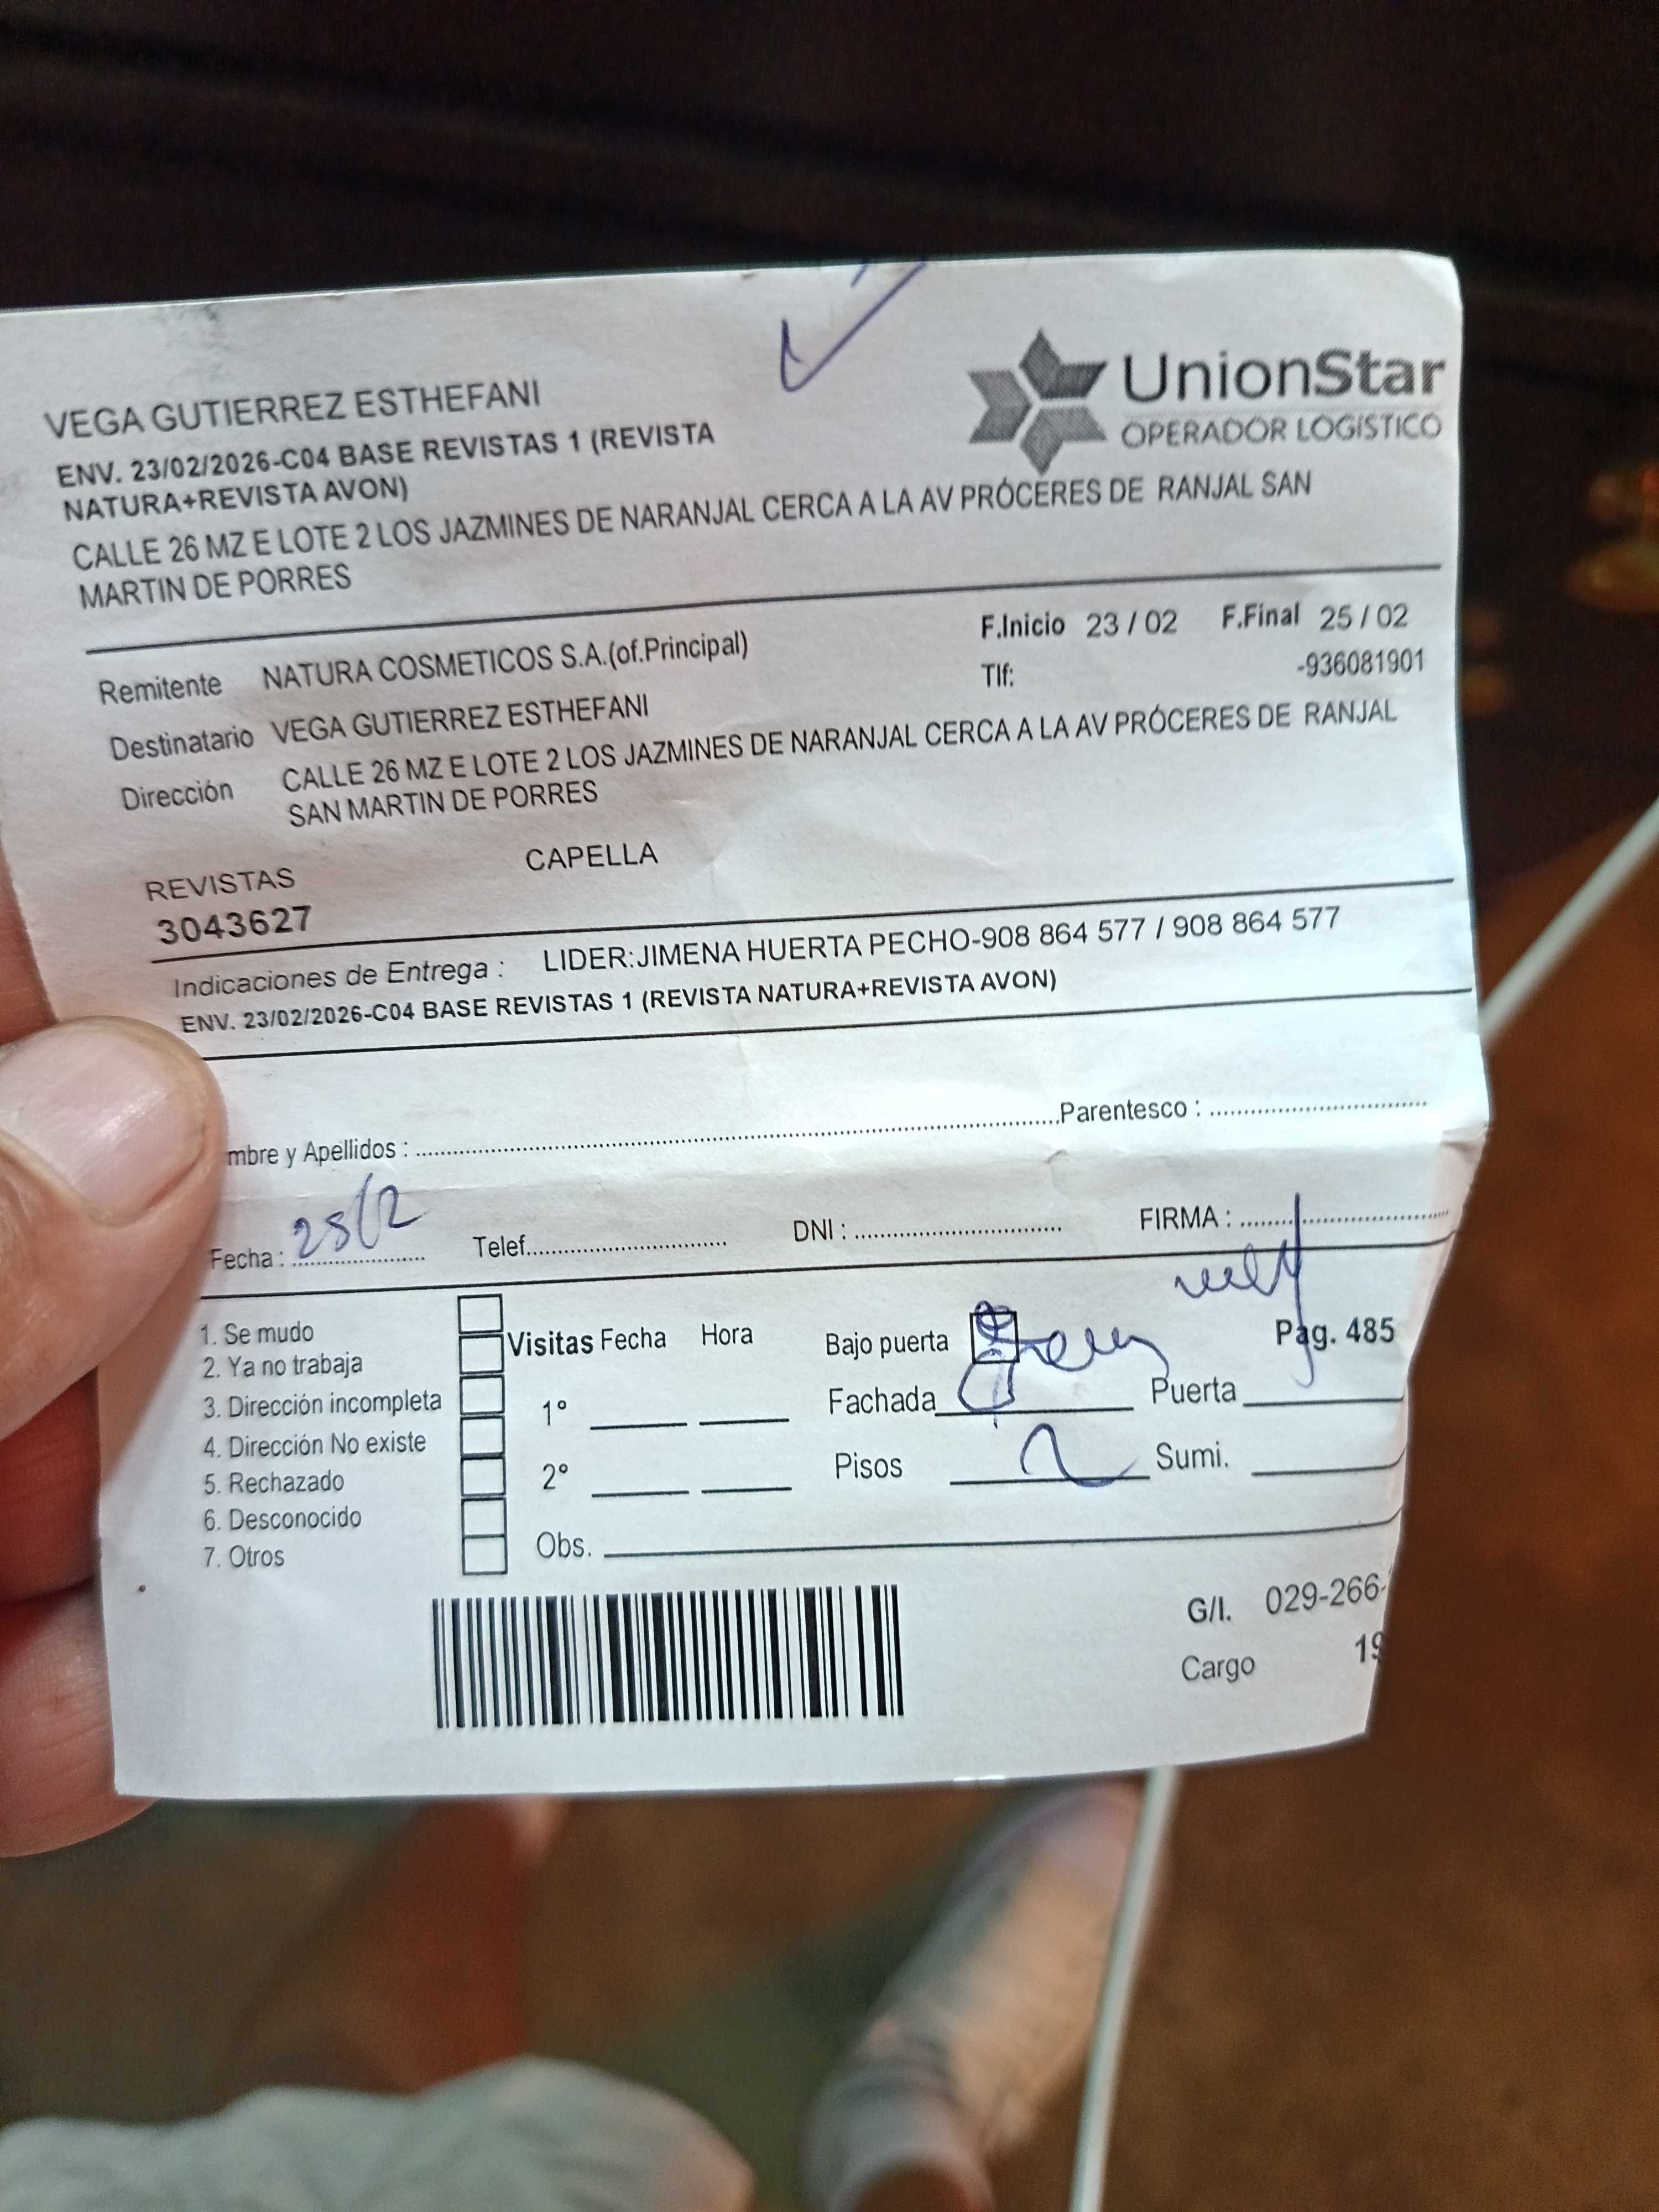 VEGA GUTIERREZ ESTHEFANI
UnionStar
OPERADOR LOGÍSTICO
ENV. 23/02/2026-C04 BASE REVISTAS 1 (REVISTA
NATURA+REVISTA AVON)
CALLE 26 MZ E LOTE 2 LOS JAZMINES DE NARANJAL CERCA A LA AV PRÓCERES DE RANJAL SAN
MARTIN DE PORRES
F.Inicio 23 / 02 F.Final 25 / 02
Remitente NATURA COSMETICOS S.A.(of.Principal)
Tlf: -936081901
Destinatario VEGA GUTIERREZ ESTHEFANI
Dirección CALLE 26 MZ E LOTE 2 LOS JAZMINES DE NARANJAL CERCA A LA AV PRÓCERES DE RANJAL
SAN MARTIN DE PORRES
REVISTAS CAPELLA
3043627
Indicaciones de Entrega : LIDER:JIMENA HUERTA PECHO-908 864 577 / 908 864 577
ENV. 23/02/2026-C04 BASE REVISTAS 1 (REVISTA NATURA+REVISTA AVON)
mbre y Apellidos : Parentesco :
Fecha : Telef. DNI : FIRMA :
1. Se mudo
2. Ya no trabaja
3. Dirección incompleta
4. Dirección No existe
5. Rechazado
6. Desconocido
7. Otros
Visitas Fecha Hora
1°
2°
Obs.
Bajo puerta Pag. 485
Fachada Puerta
Pisos 2 Sumi.
G/I. 029-266-
Cargo 19